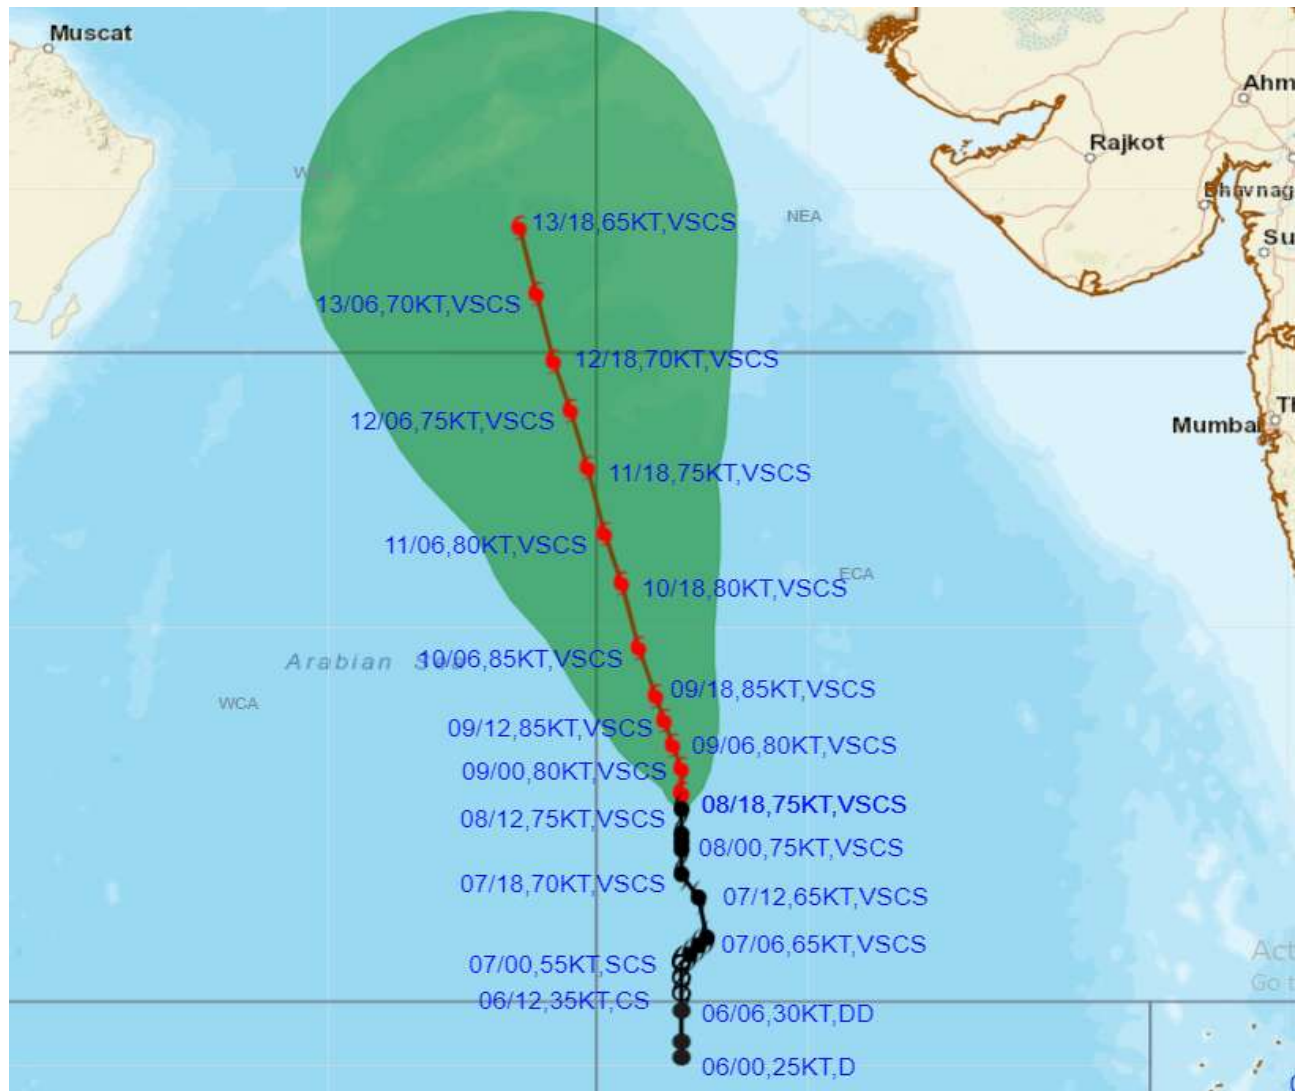 Muscat
Ahm
Rajkot
Bhavnag
NEA
13/18,65KT,VSCS
Su
13/06,70KT,VSCS
12/18,70KT,VSCS
12/06,75KT,VSCS
Th
Mumbai
11/18,75KT,VSCS
11/06,80KT,VSCS
ECA
10/18,80KT,VSCS
Arabian Sea
10/06,85KT,VSCS
09/18,85KT,VSCS
WCA
09/12,85KT,VSCS
09/06,80KT,VSCS
09/00,80KT,VSCS
08/18,75KT,VSCS
08/12,75KT,VSCS
08/00,75KT,VSCS
07/18,70KT,VSCS
07/12,65KT,VSCS
07/06,65KT,VSCS
Act
07/00,55KT,SCS
Go t
06/12,35KT,CS
06/06,30KT,DD
06/00,25KT,D